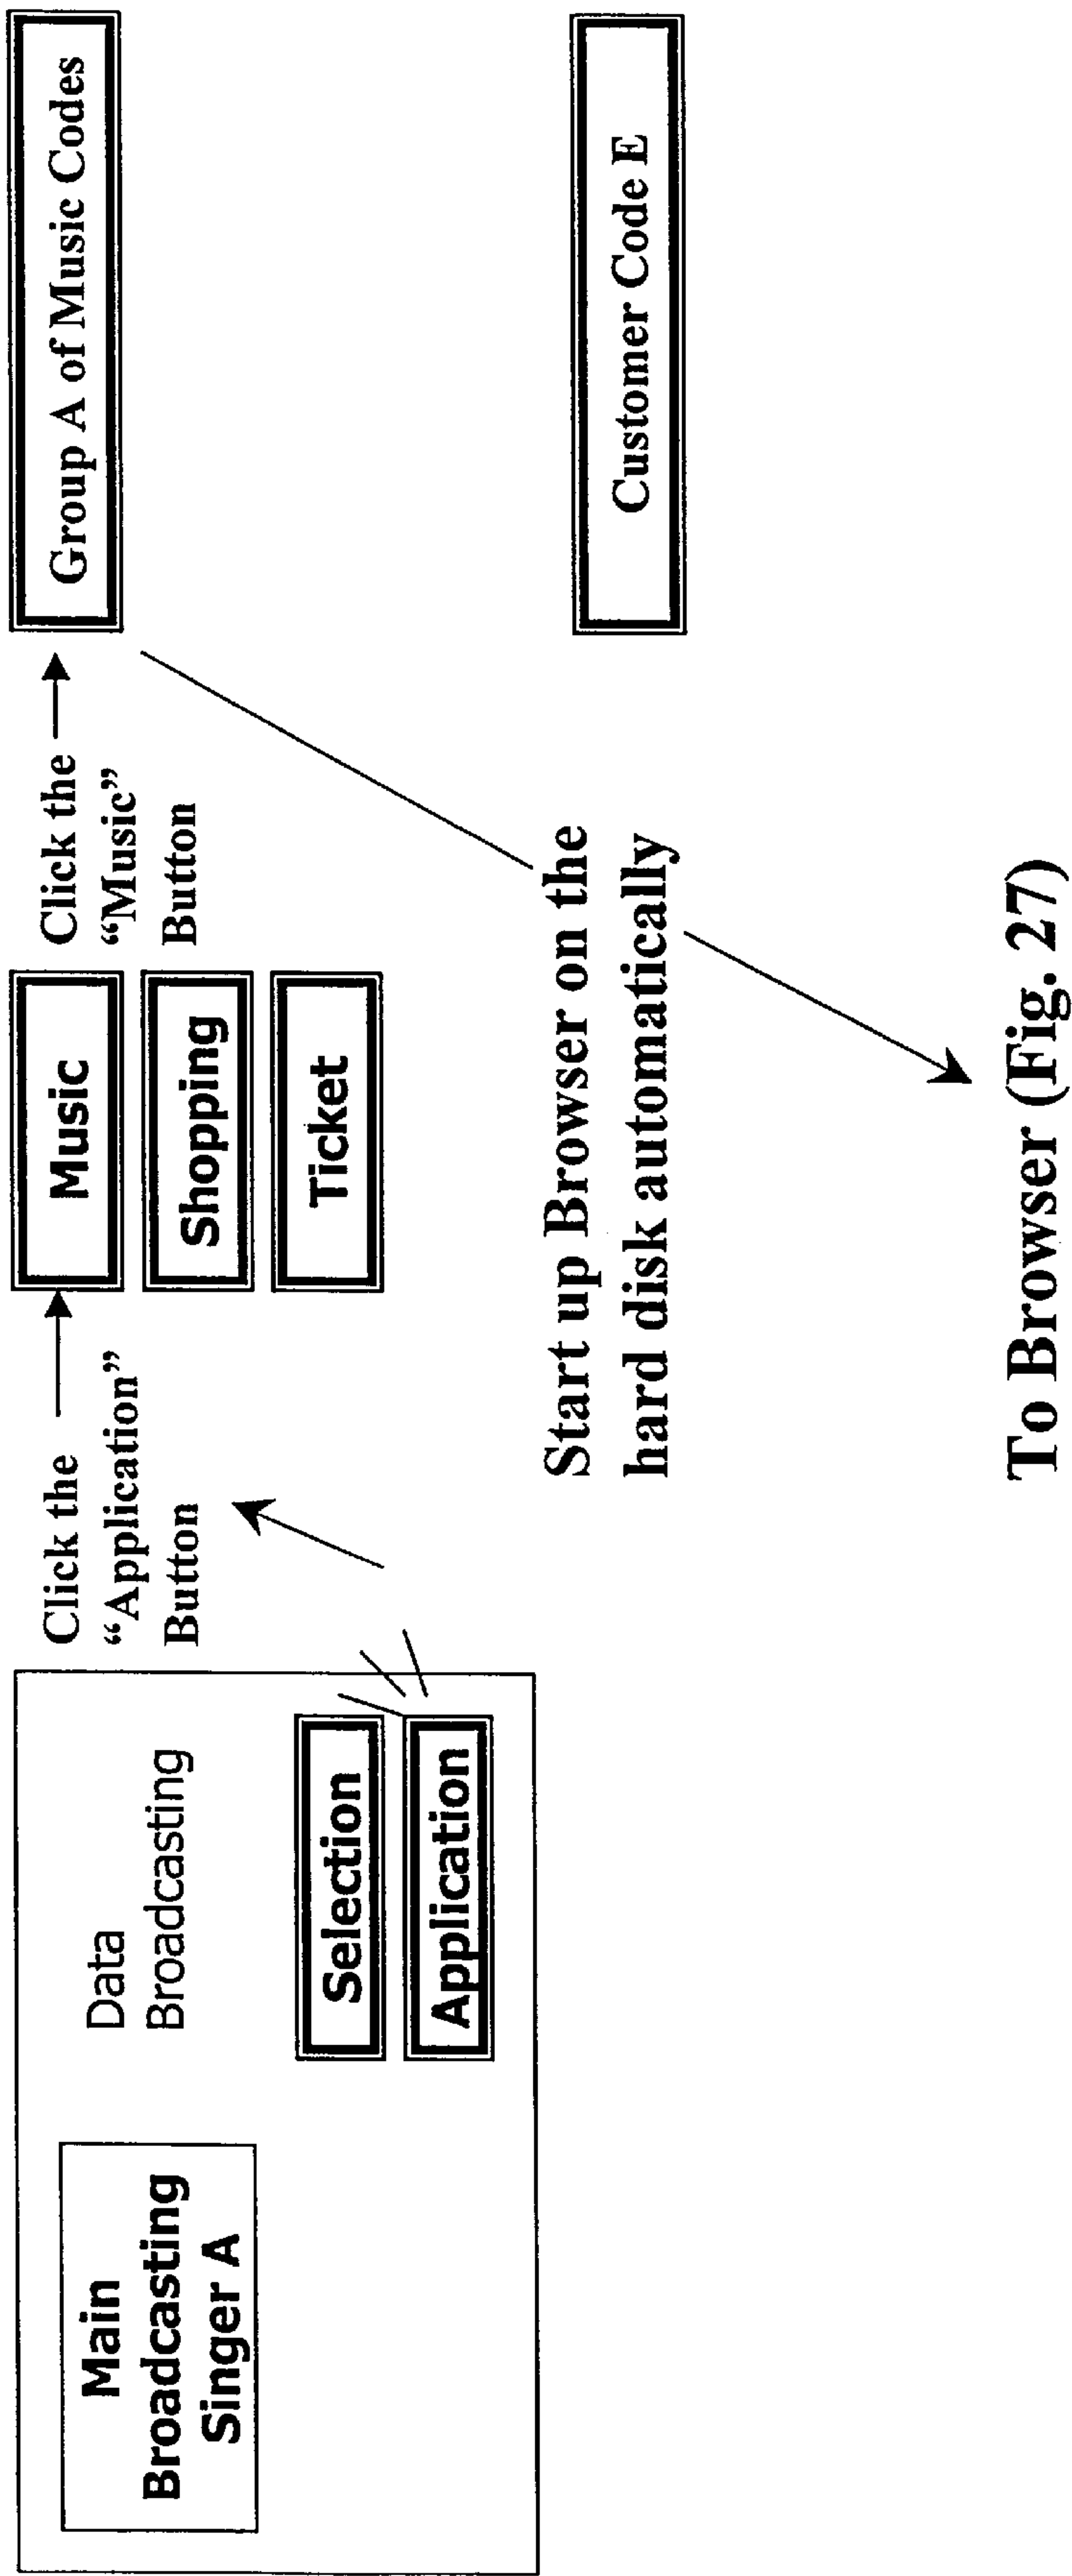 Main
Broadcasting
Singer A
Data
Broadcasting
Selection
Application
Click the
“Application”
Button
Music
Shopping
Ticket
Click the
“Music”
Button
Group A of Music Codes
Start up Browser on the
hard disk automatically
Customer Code E
To Browser (Fig. 27)